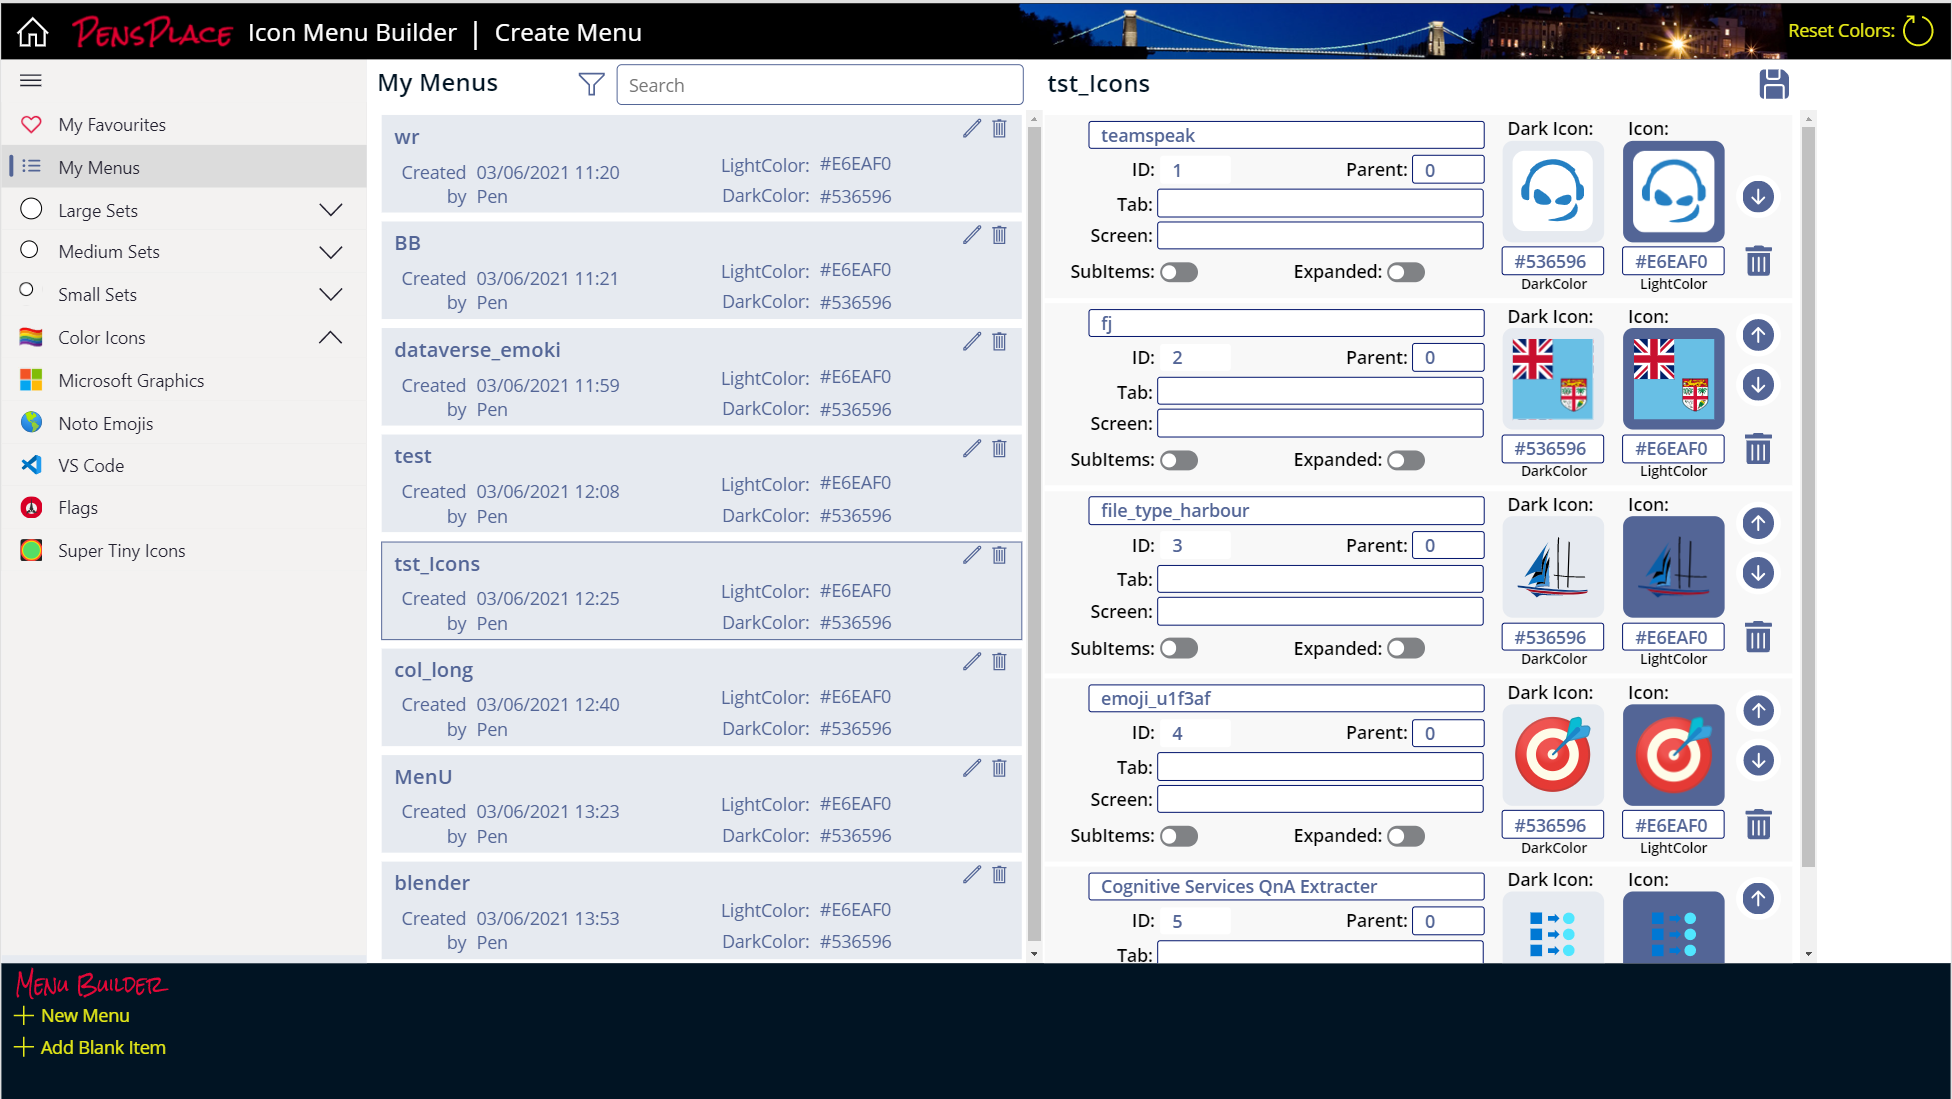 PensPlace Icon Menu Builder | Create Menu
Reset Colors:
My Favourites
My Menus
Large Sets
Medium Sets
Small Sets
Color Icons
Microsoft Graphics
Noto Emojis
VS Code
Flags
Super Tiny Icons
My Menus
Search
wr
Created 03/06/2021 11:20
by Pen
LightColor: #E6EAF0
DarkColor: #536596
BB
Created 03/06/2021 11:21
by Pen
LightColor: #E6EAF0
DarkColor: #536596
dataverse_emoki
Created 03/06/2021 11:59
by Pen
LightColor: #E6EAF0
DarkColor: #536596
test
Created 03/06/2021 12:08
by Pen
LightColor: #E6EAF0
DarkColor: #536596
tst_Icons
Created 03/06/2021 12:25
by Pen
LightColor: #E6EAF0
DarkColor: #536596
col_long
Created 03/06/2021 12:40
by Pen
LightColor: #E6EAF0
DarkColor: #536596
MenU
Created 03/06/2021 13:23
by Pen
LightColor: #E6EAF0
DarkColor: #536596
blender
Created 03/06/2021 13:53
by Pen
LightColor: #E6EAF0
DarkColor: #536596
tst_Icons
teamspeak
ID: 1 Parent: 0
Tab:
Screen:
SubItems: Expanded:
Dark Icon: Icon:
#536596 #E6EAF0
DarkColor LightColor
fj
ID: 2 Parent: 0
Tab:
Screen:
SubItems: Expanded:
Dark Icon: Icon:
#536596 #E6EAF0
DarkColor LightColor
file_type_harbour
ID: 3 Parent: 0
Tab:
Screen:
SubItems: Expanded:
Dark Icon: Icon:
#536596 #E6EAF0
DarkColor LightColor
emoji_u1f3af
ID: 4 Parent: 0
Tab:
Screen:
SubItems: Expanded:
Dark Icon: Icon:
#536596 #E6EAF0
DarkColor LightColor
Cognitive Services QnA Extracter
ID: 5 Parent: 0
Tab:
Dark Icon: Icon:
Menu Builder
New Menu
Add Blank Item